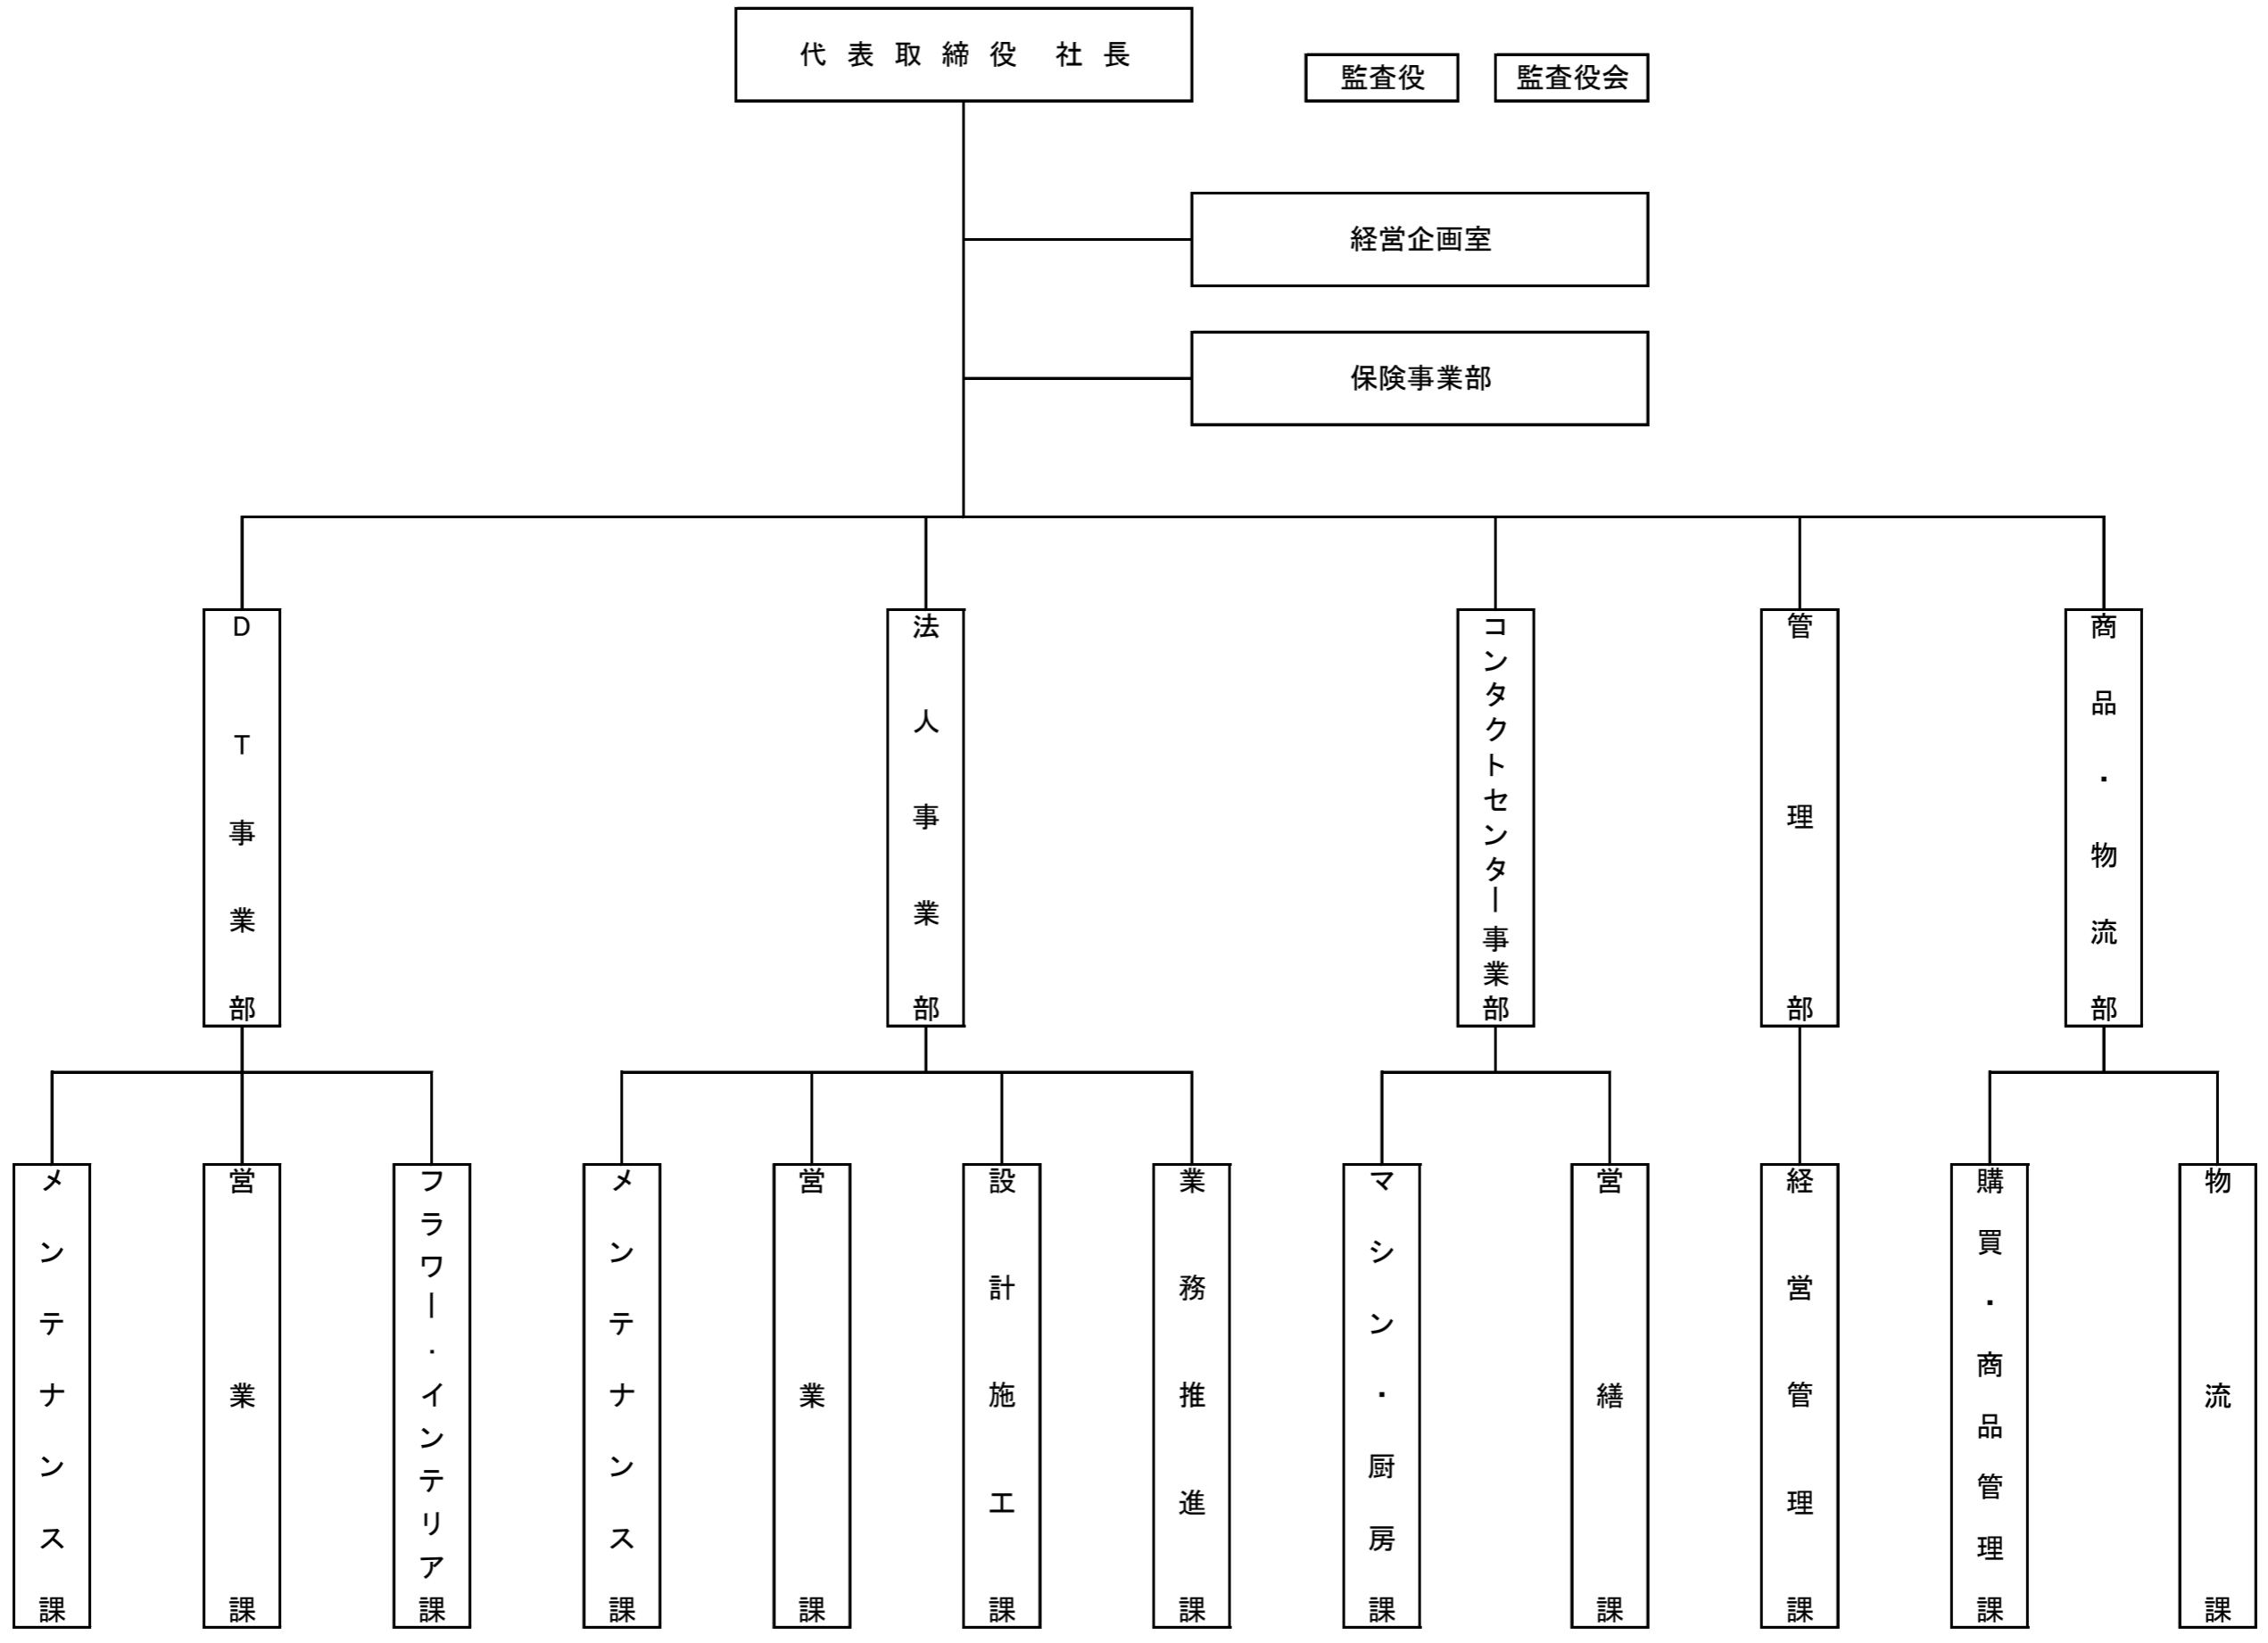 代表取締役 社長
監査役
監査役会
経営企画室
保険事業部
DT事業部
法人事業部
コンタクトセンター事業部
管理部
商品・物流部
メンテナンス課
営業課
フラワー・インテリア課
メンテナンス課
営業課
設計施工課
業務推進課
マシン・厨房課
営繕課
経営管理課
購買・商品管理課
物流課